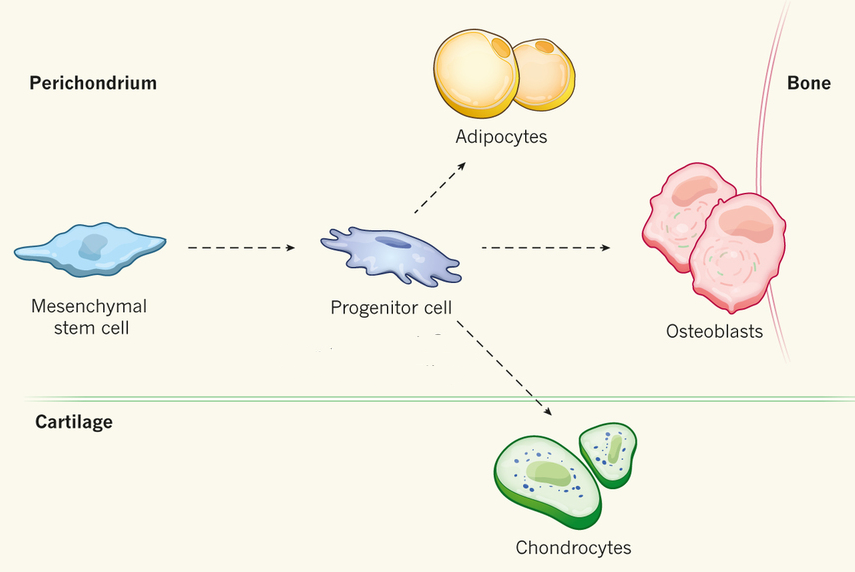 Perichondrium
Bone
Adipocytes
Mesenchymal
stem cell
Progenitor cell
Osteoblasts
Cartilage
Chondrocytes